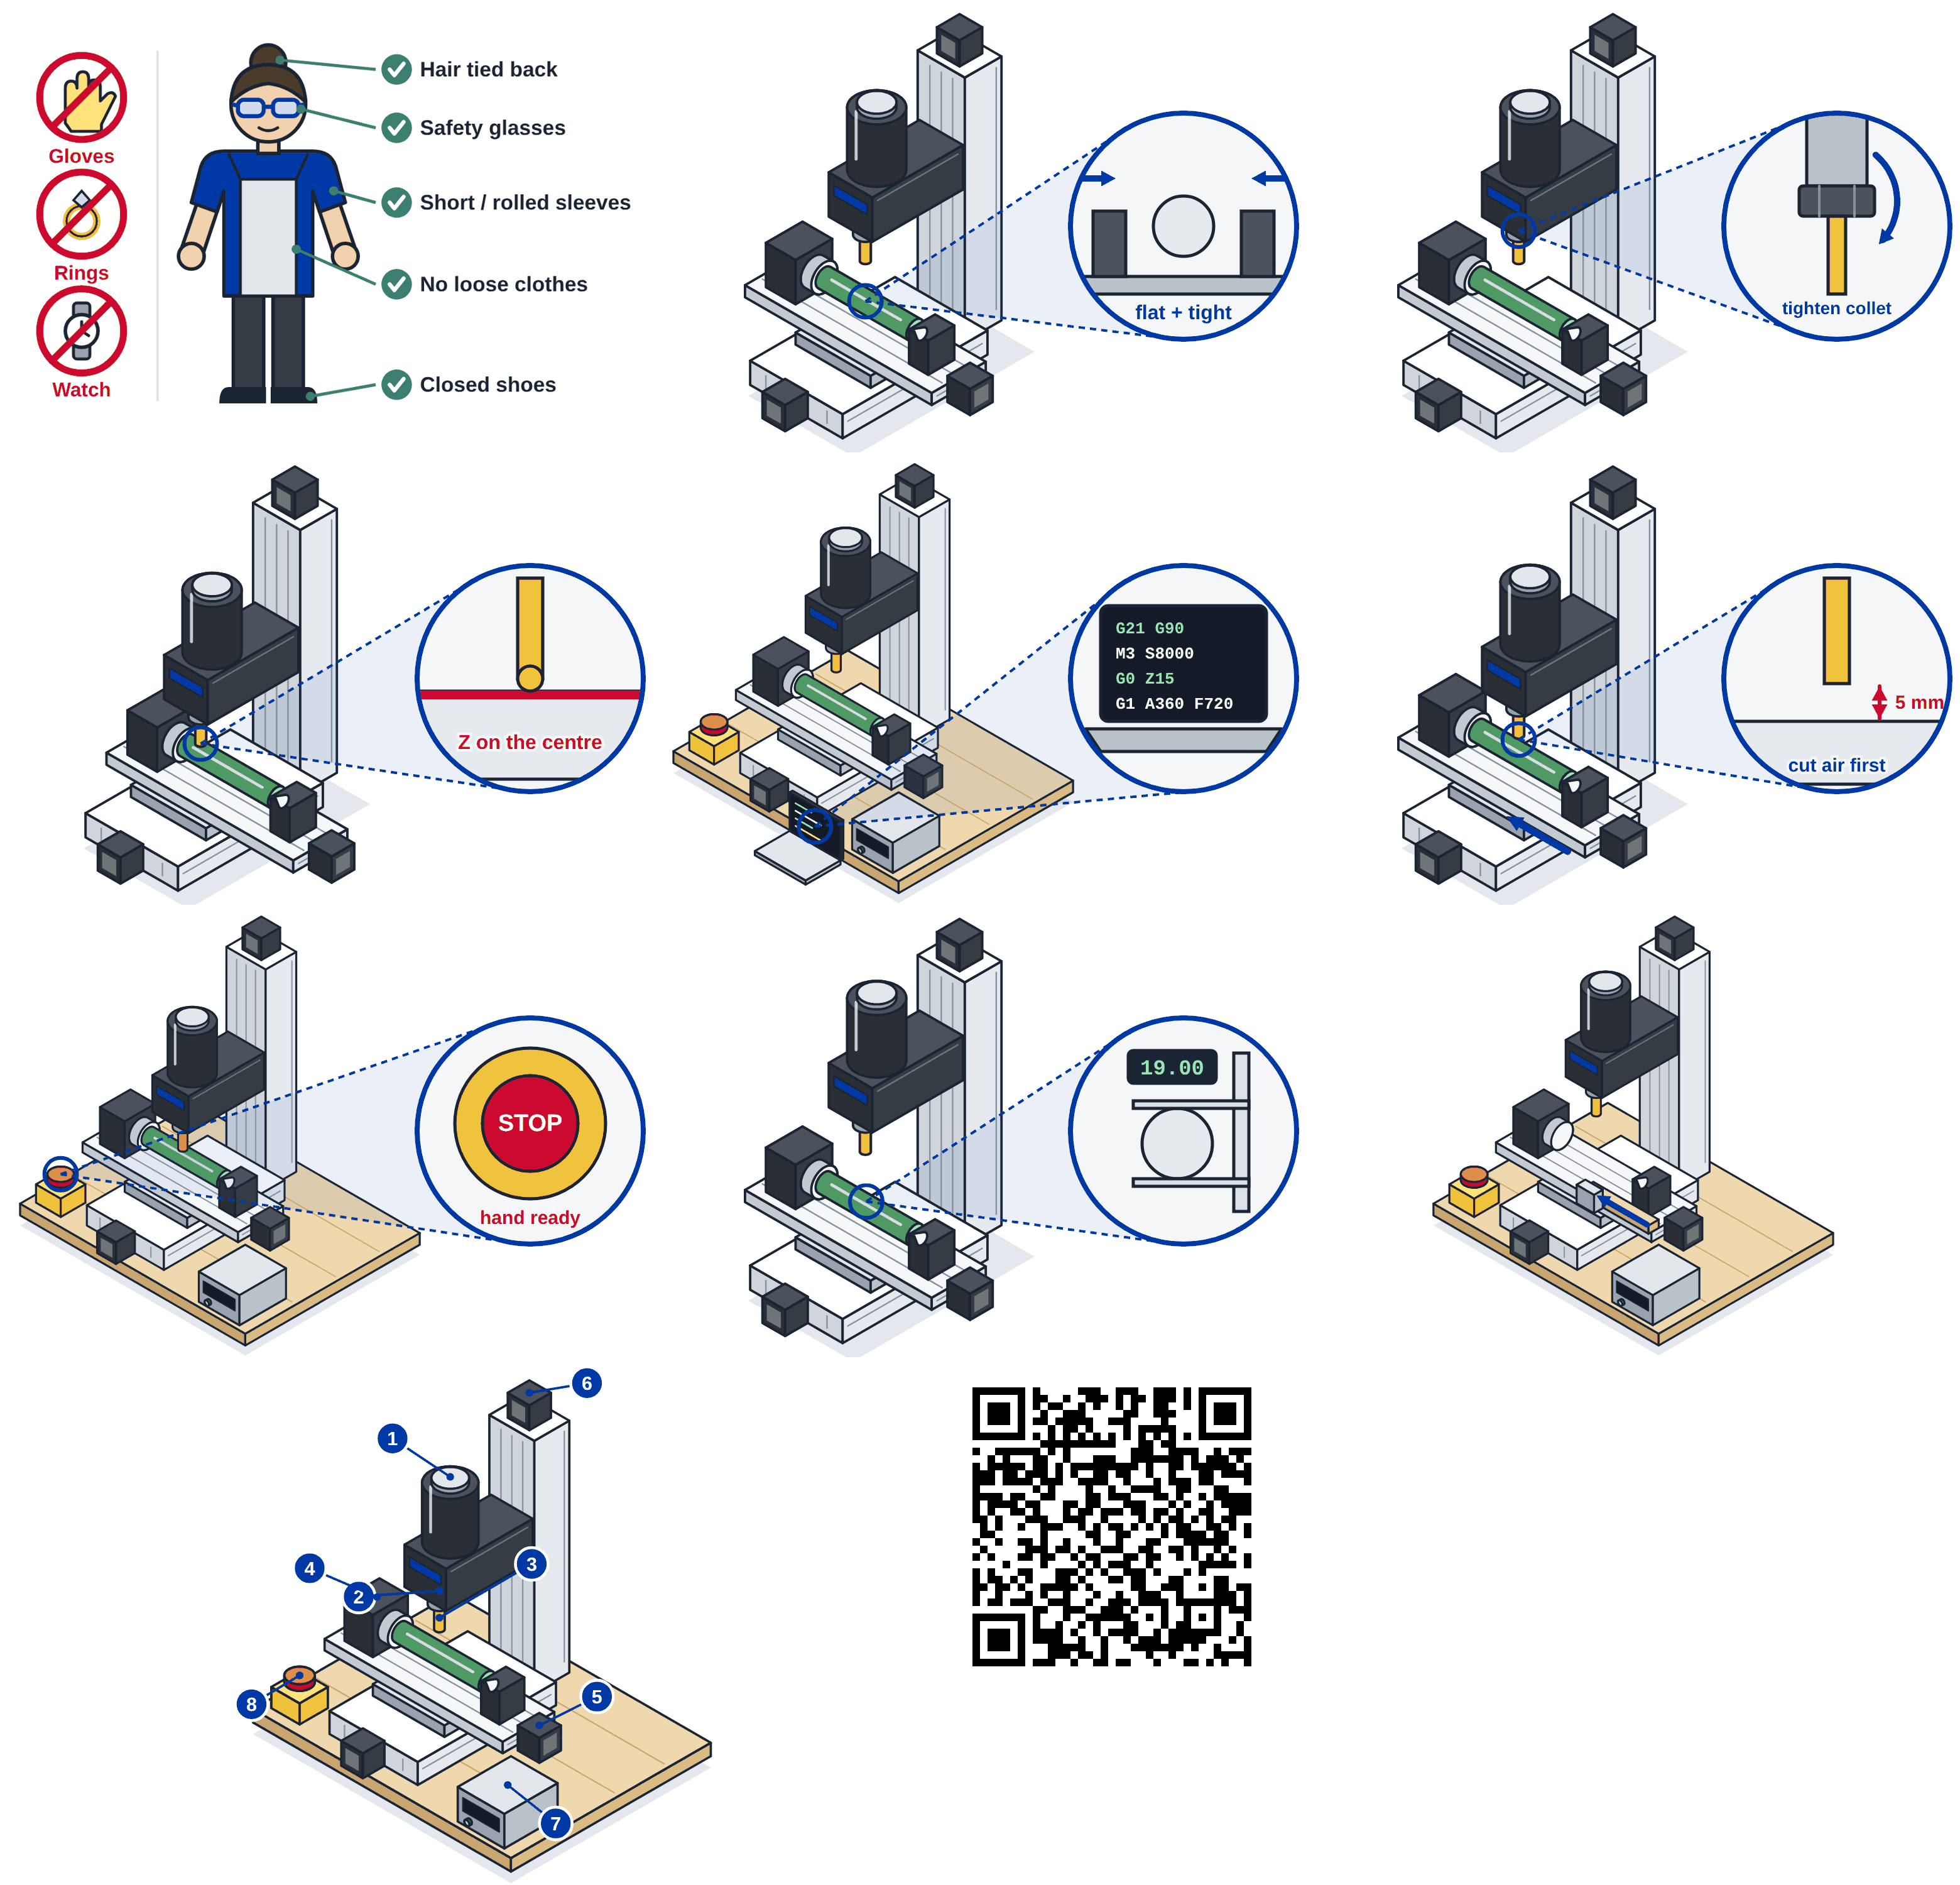 Hair tied back
Safety glasses
Short / rolled sleeves
No loose clothes
Closed shoes
Gloves
Rings
Watch
flat + tight
tighten collet
Z on the centre
G21 G90
M3 S8000
G0 Z15
G1 A360 F720
5 mm
cut air first
STOP
hand ready
19.00
6
1
3
4
2
5
8
7